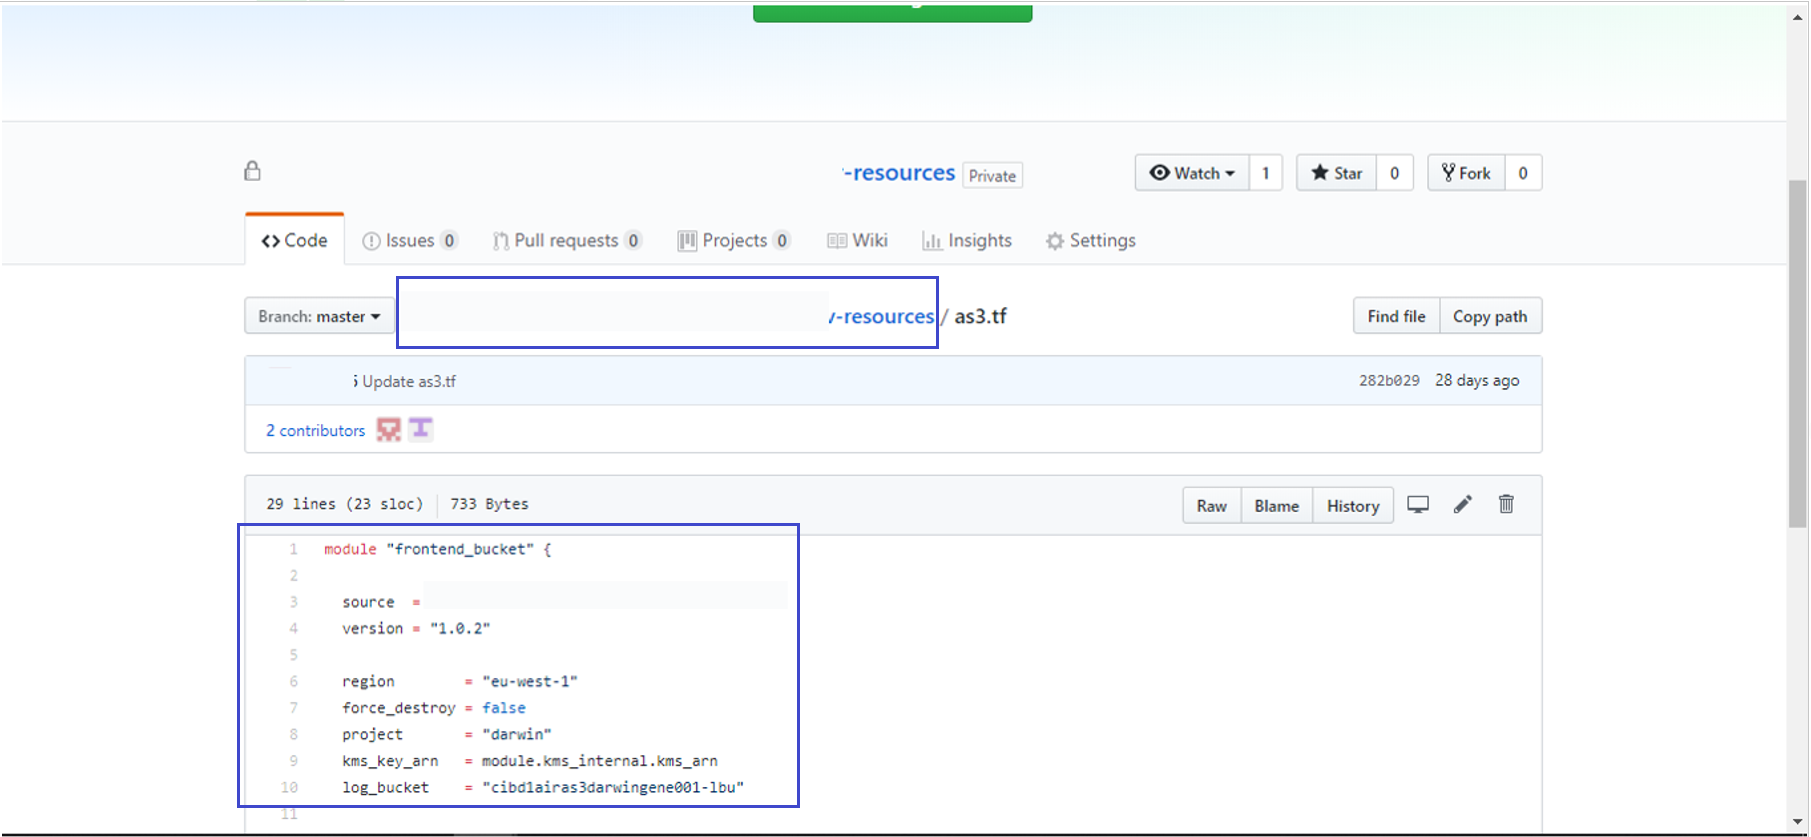 -resources Private Watch 1 Star 0 Fork 0
Code Issues 0 Pull requests 0 Projects 0 Wiki Insights Settings
Branch: master -resources / as3.tf Find file Copy path
Update as3.tf 282b029 28 days ago
2 contributors
29 lines (23 sloc) 733 Bytes Raw Blame History
1 module "frontend_bucket" {
2
3 source =
4 version = "1.0.2"
5
6 region = "eu-west-1"
7 force_destroy = false
8 project = "darwin"
9 kms_key_arn = module.kms_internal.kms_arn
10 log_bucket = "cibd1airas3darwingene001-lbu"
11